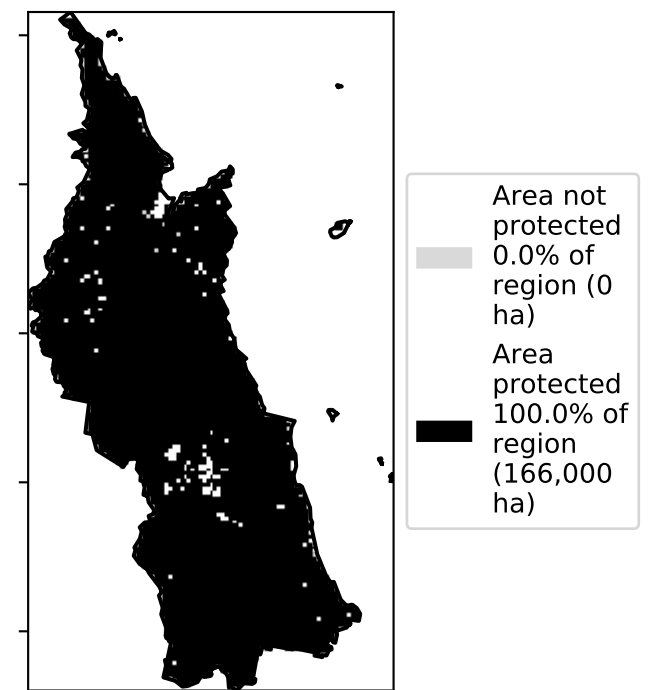 Area not
protected
0.0% of
region (0
ha)
Area
protected
100.0% of
region
(166,000
ha)